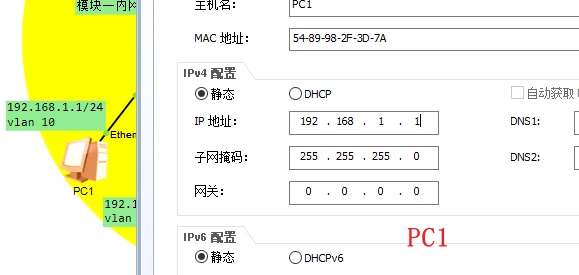 模块一内网
192.168.1.1/24
vlan 10
Ethern
PC1
192.1
vlan
主机名: PC1
MAC 地址: 54-89-98-2F-3D-7A
IPv4 配置
静态 DHCP 自动获取
IP 地址: 192 . 168 . 1 . 1 DNS1:
子网掩码: 255 . 255 . 255 . 0 DNS2:
网关: 0 . 0 . 0 . 0
PC1
IPv6 配置
静态 DHCPv6